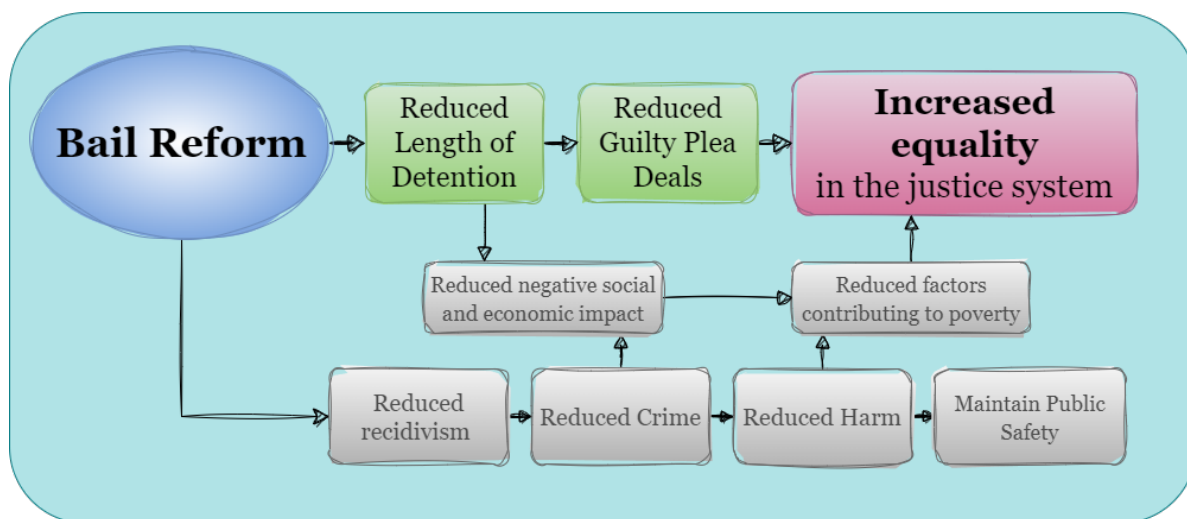 Bail Reform
Reduced
Length of
Detention
Reduced
Guilty Plea
Deals
Increased
equality
in the justice system
Reduced negative social
and economic impact
Reduced factors
contributing to poverty
Reduced
recidivism
Reduced Crime
Reduced Harm
Maintain Public
Safety